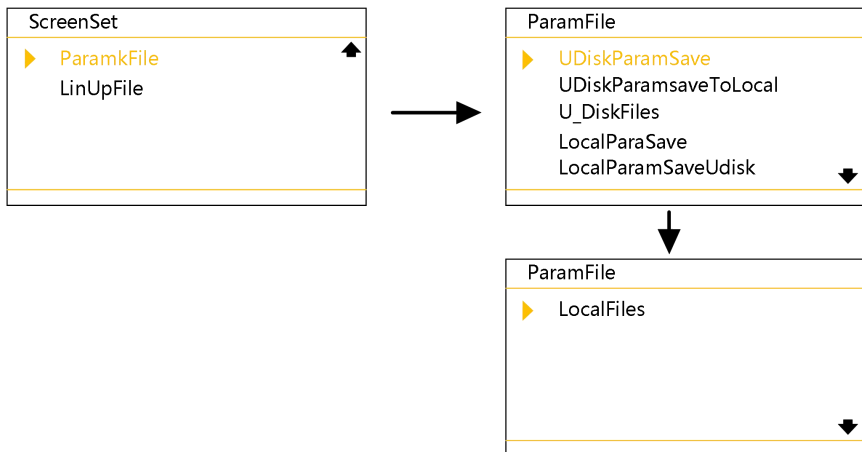 ScreenSet
ParamkFile
LinUpFile
ParamFile
UDiskParamSave
UDiskParamsaveToLocal
U_DiskFiles
LocalParaSave
LocalParamSaveUdisk
ParamFile
LocalFiles